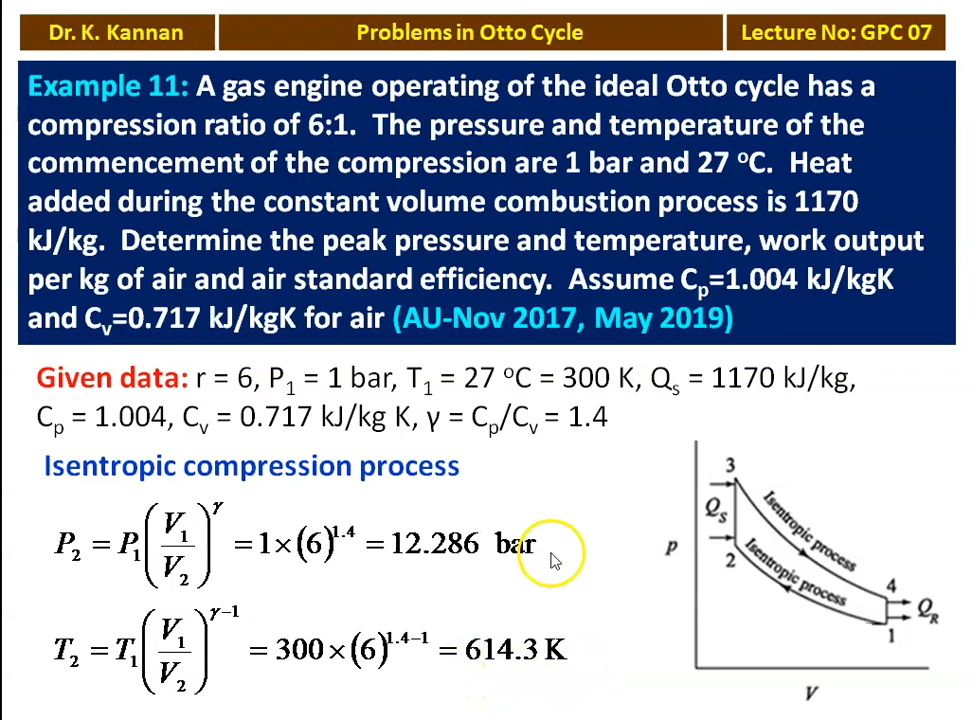 Dr. K. Kannan
Problems in Otto Cycle
Lecture No: GPC 07
Example 11: A gas engine operating of the ideal Otto cycle has a
compression ratio of 6:1. The pressure and temperature of the
commencement of the compression are 1 bar and 27 °C. Heat
added during the constant volume combustion process is 1170
kJ/kg. Determine the peak pressure and temperature, work output
per kg of air and air standard efficiency. Assume Cₚ=1.004 kJ/kgK
and Cᵥ=0.717 kJ/kgK for air (AU-Nov 2017, May 2019)
Given data: r = 6, P₁ = 1 bar, T₁ = 27 °C = 300 K, Qₛ = 1170 kJ/kg,
Cₚ = 1.004, Cᵥ = 0.717 kJ/kg K, γ = Cₚ/Cᵥ = 1.4
Isentropic compression process
P₂ = P₁(V₁/V₂)^γ = 1×(6)^1.4 = 12.286 bar
T₂ = T₁(V₁/V₂)^(γ−1) = 300×(6)^(1.4−1) = 614.3 K
3
Qₛ
Isentropic process
p
2
Isentropic process
4
Q_R
1
V